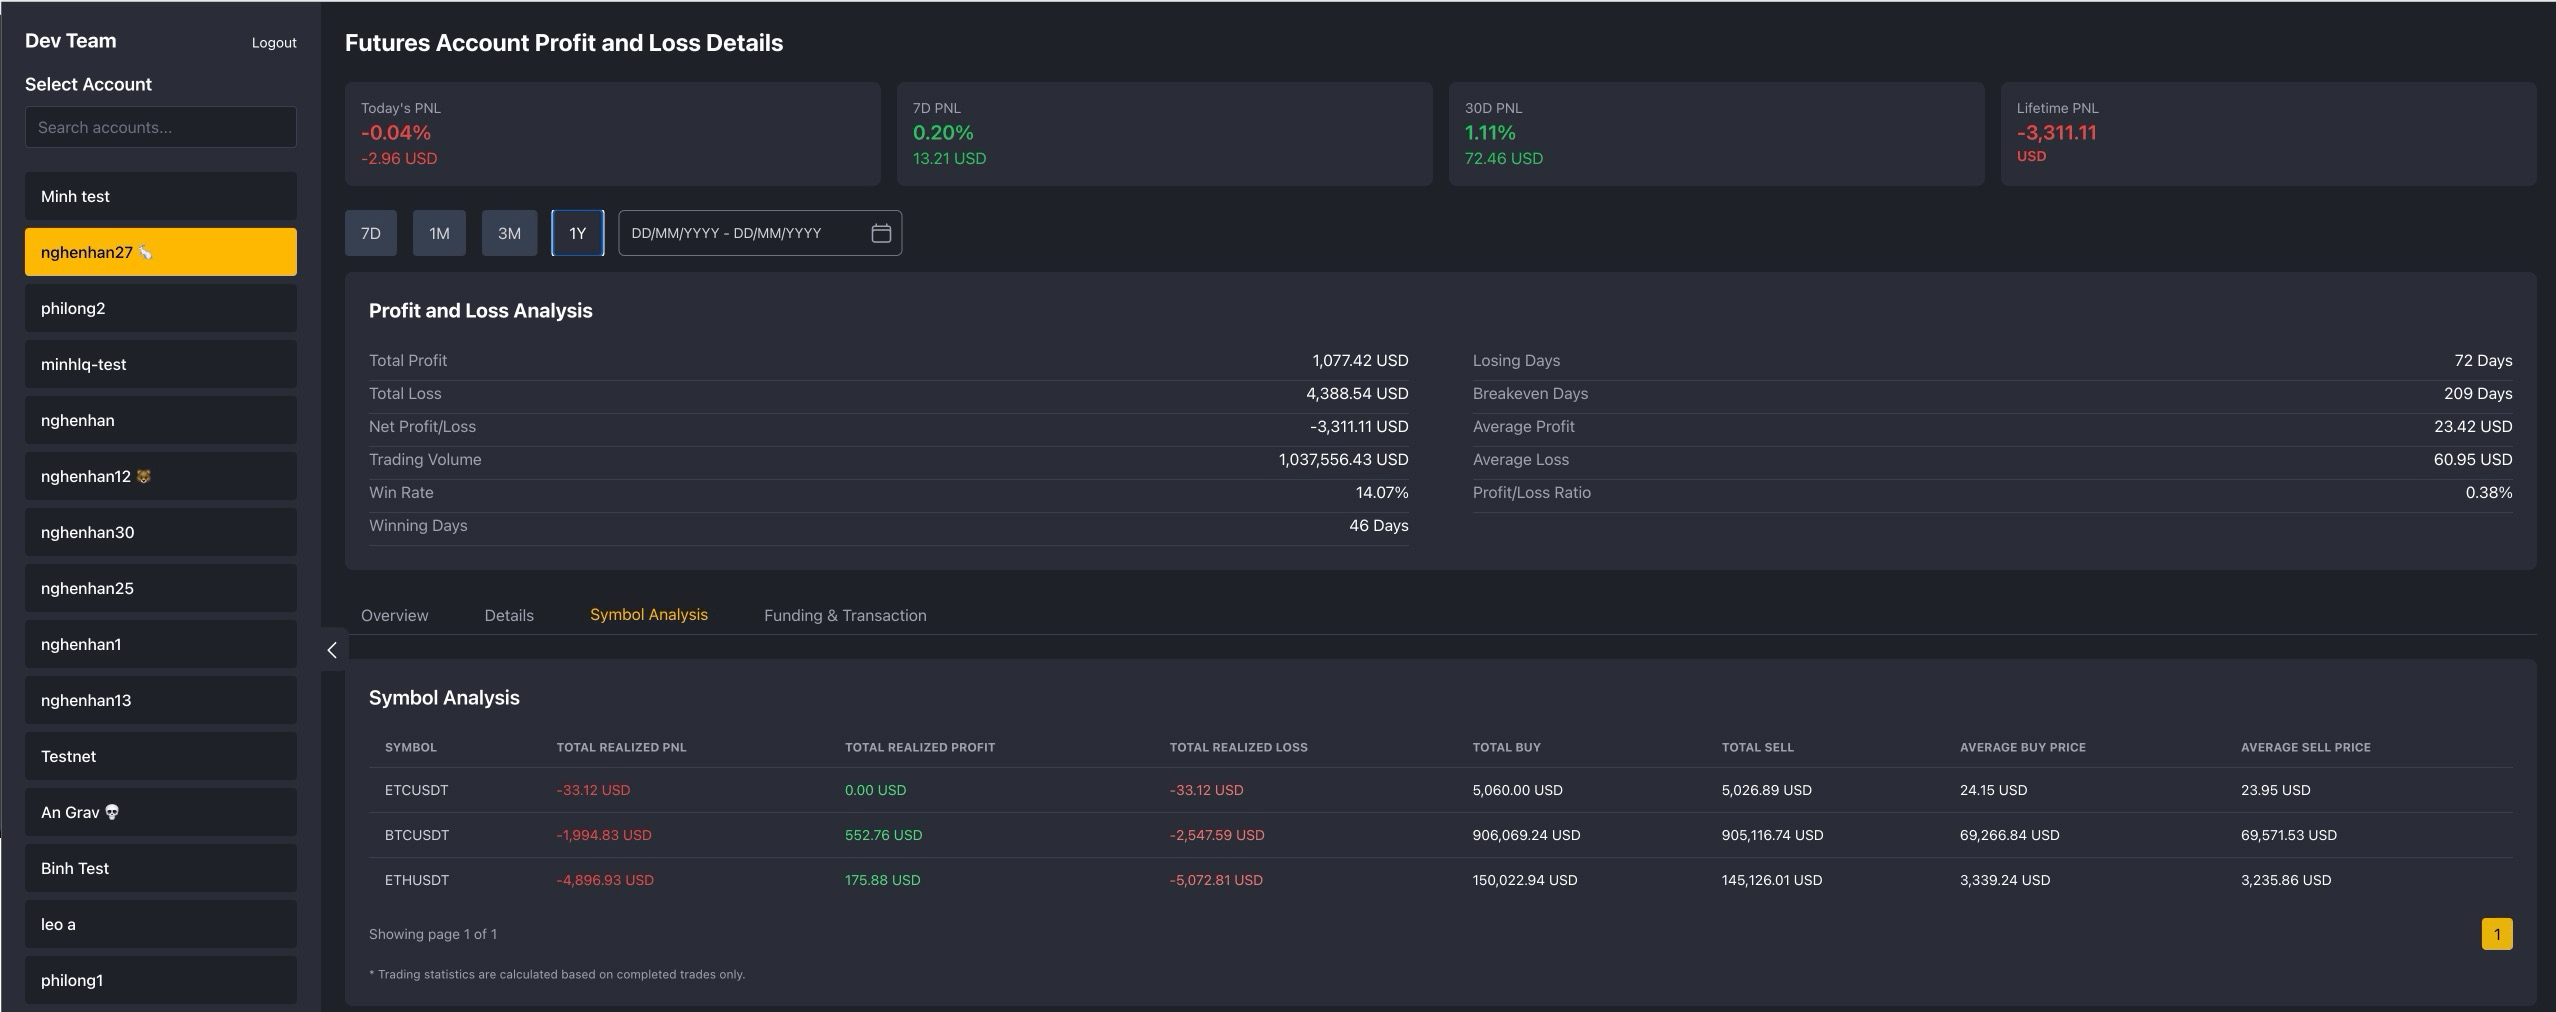 Dev Team
Logout
Select Account
Search accounts...
Minh test
nghenhan27 🐇
philong2
minhlq-test
nghenhan
nghenhan12 🐻
nghenhan30
nghenhan25
nghenhan1
nghenhan13
Testnet
An Grav 💀
Binh Test
leo a
philong1
Futures Account Profit and Loss Details
Today's PNL
-0.04%
-2.96 USD
7D PNL
0.20%
13.21 USD
30D PNL
1.11%
72.46 USD
Lifetime PNL
-3,311.11
USD
7D 1M 3M 1Y DD/MM/YYYY - DD/MM/YYYY
Profit and Loss Analysis
Total Profit 1,077.42 USD
Total Loss 4,388.54 USD
Net Profit/Loss -3,311.11 USD
Trading Volume 1,037,556.43 USD
Win Rate 14.07%
Winning Days 46 Days
Losing Days 72 Days
Breakeven Days 209 Days
Average Profit 23.42 USD
Average Loss 60.95 USD
Profit/Loss Ratio 0.38%
Overview Details Symbol Analysis Funding & Transaction
Symbol Analysis
SYMBOL TOTAL REALIZED PNL TOTAL REALIZED PROFIT TOTAL REALIZED LOSS TOTAL BUY TOTAL SELL AVERAGE BUY PRICE AVERAGE SELL PRICE
ETCUSDT -33.12 USD 0.00 USD -33.12 USD 5,060.00 USD 5,026.89 USD 24.15 USD 23.95 USD
BTCUSDT -1,994.83 USD 552.76 USD -2,547.59 USD 906,069.24 USD 905,116.74 USD 69,266.84 USD 69,571.53 USD
ETHUSDT -4,896.93 USD 175.88 USD -5,072.81 USD 150,022.94 USD 145,126.01 USD 3,339.24 USD 3,235.86 USD
Showing page 1 of 1
1
* Trading statistics are calculated based on completed trades only.